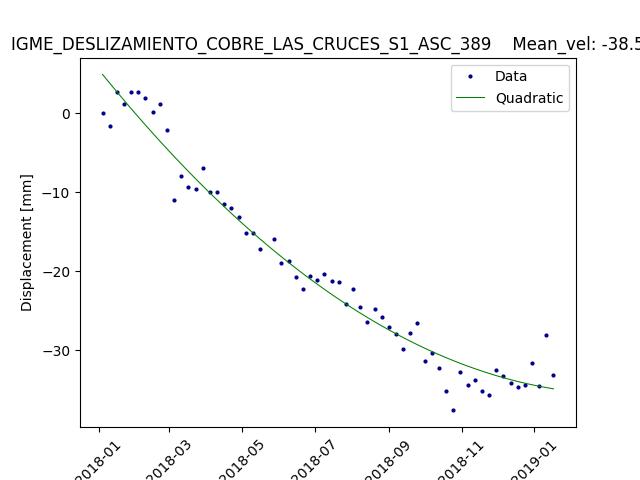 IGME_DESLIZAMIENTO_COBRE_LAS_CRUCES_S1_ASC_389    Mean_vel: -38.5
Data
Quadratic
Displacement [mm]
0
−10
−20
−30
2018-01
2018-03
2018-05
2018-07
2018-09
2018-11
2019-01